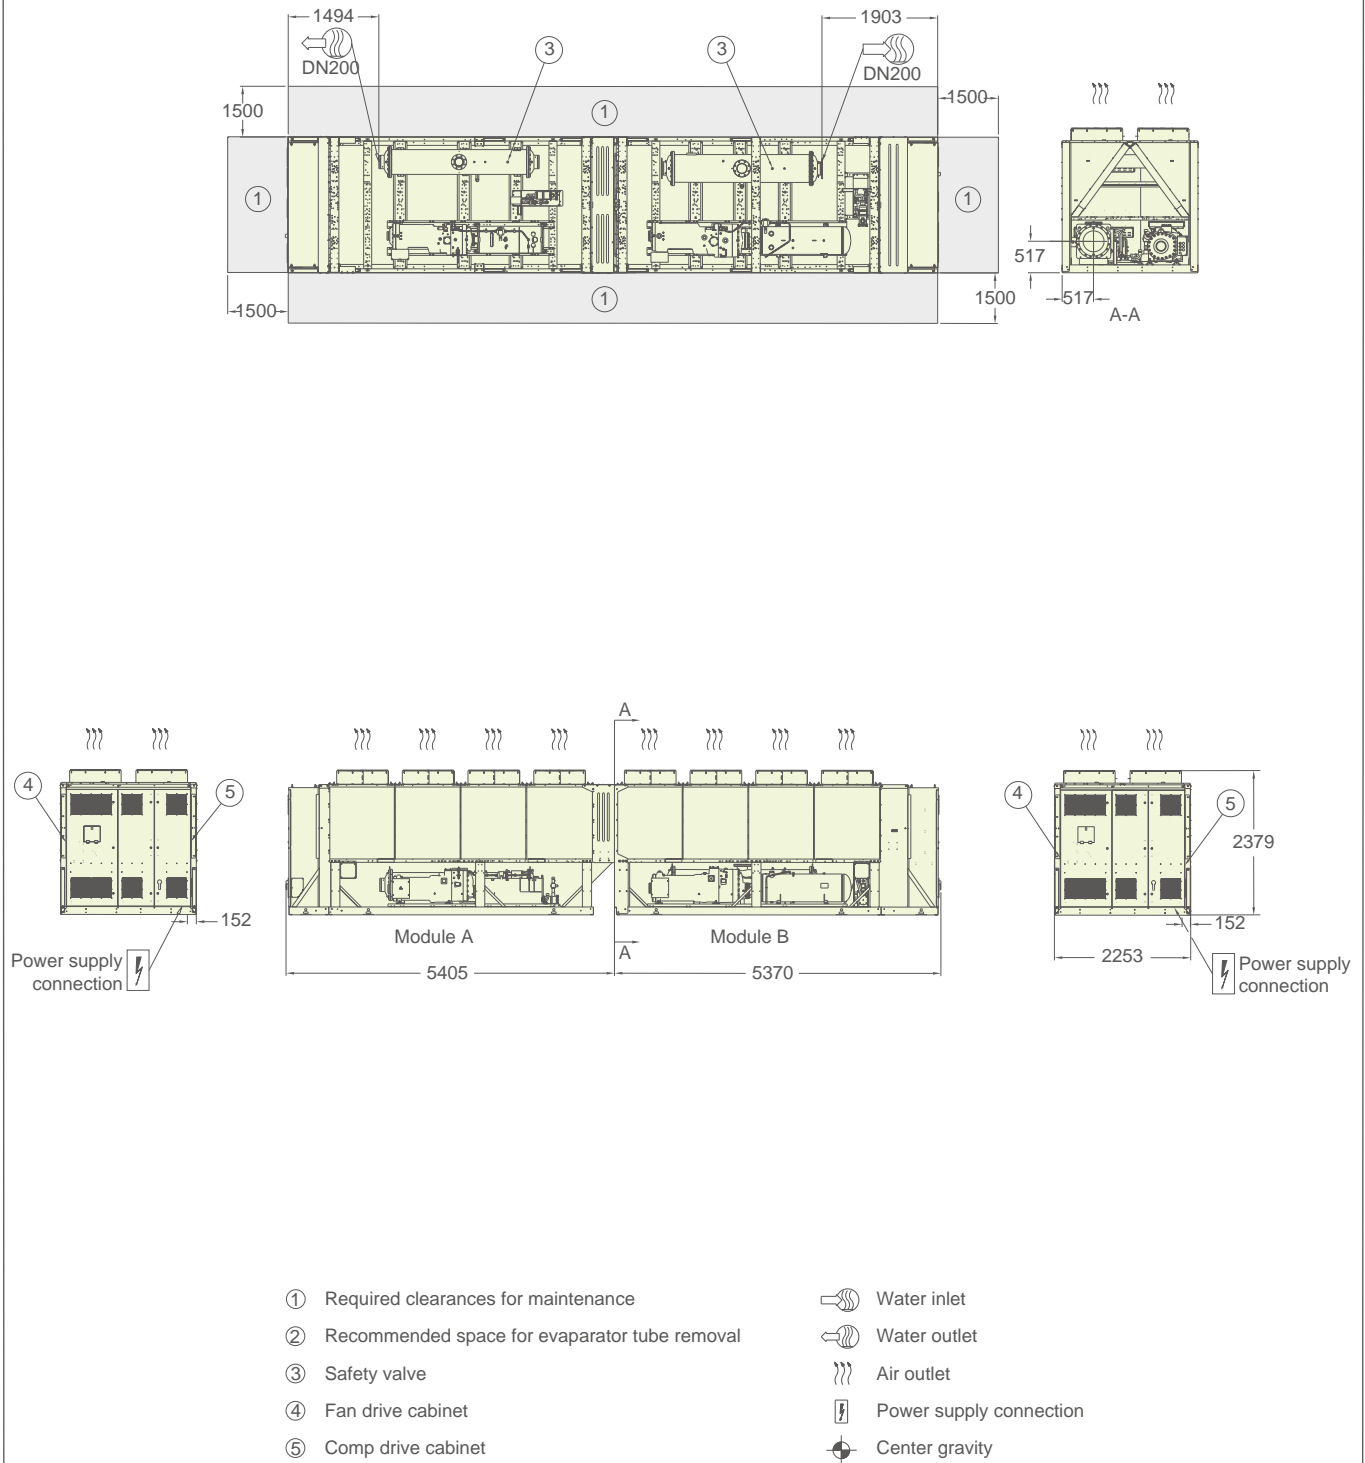 1494
1903
DN200
3
3
DN200
1500
1
1500
1
1
517
1500
1
1500
517
A-A
A
4
5
4
5
2379
152
152
Module A
Module B
A
Power supply
connection
5405
5370
2253
Power supply
connection
1 Required clearances for maintenance
2 Recommended space for evaparator tube removal
3 Safety valve
4 Fan drive cabinet
5 Comp drive cabinet
Water inlet
Water outlet
Air outlet
Power supply connection
Center gravity